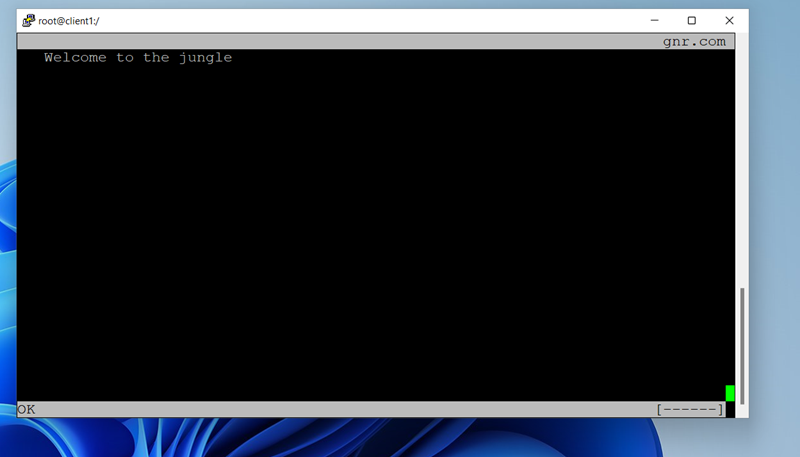 root@client1:/
gnr.com
Welcome to the jungle
OK
[------]